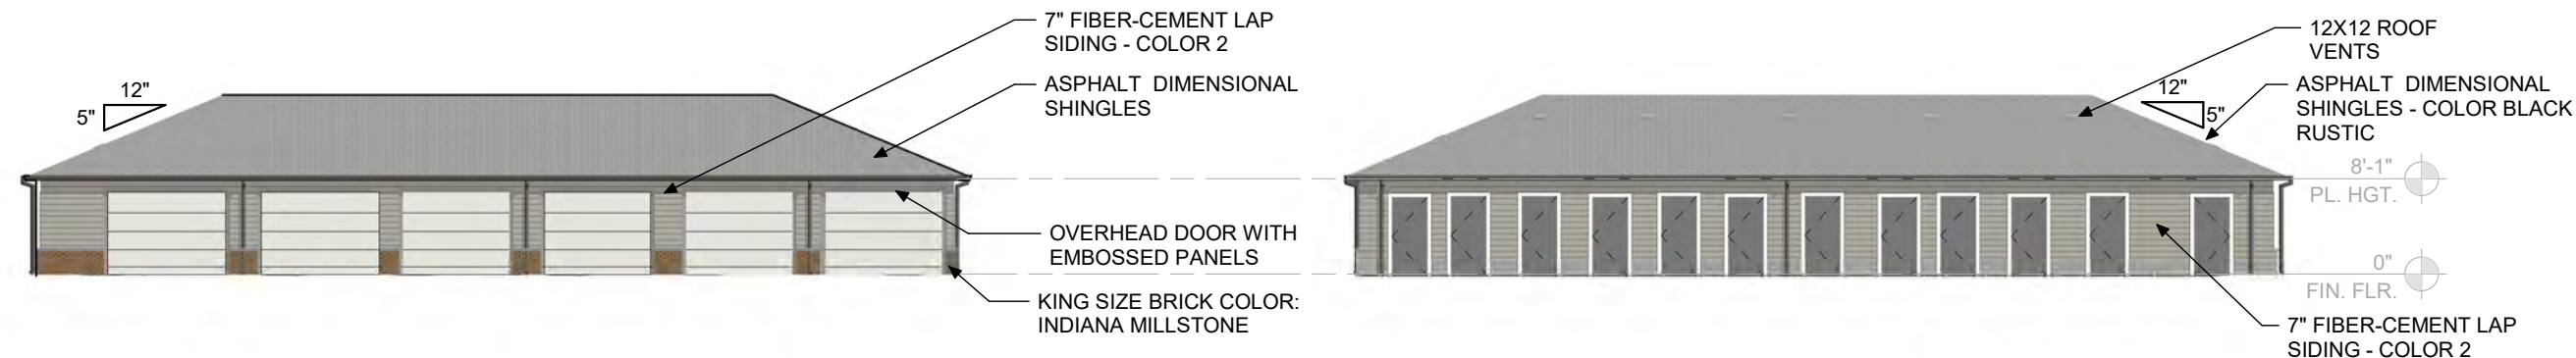 7" FIBER-CEMENT LAP
SIDING - COLOR 2
ASPHALT DIMENSIONAL
SHINGLES
12"
5"
OVERHEAD DOOR WITH
EMBOSSED PANELS
KING SIZE BRICK COLOR:
INDIANA MILLSTONE
12X12 ROOF
VENTS
12"
5"
ASPHALT DIMENSIONAL
SHINGLES - COLOR BLACK
RUSTIC
8'-1"
PL. HGT.
0"
FIN. FLR.
7" FIBER-CEMENT LAP
SIDING - COLOR 2